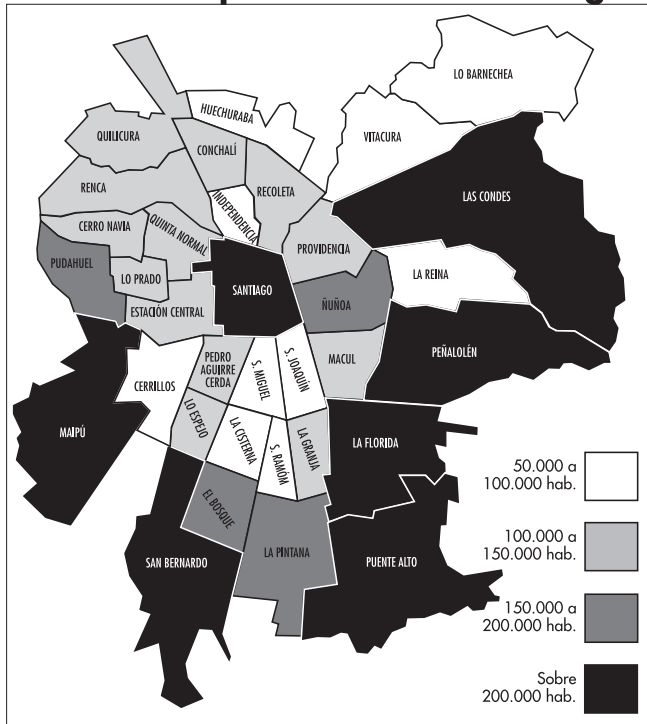 LO BARNECHEA
HUECHURABA
VITACURA
QUILICURA
CONCHALÍ
RENCA
RECOLETA
INDEPENDENCIA
LAS CONDES
CERRO NAVIA
QUINTA NORMAL
PROVIDENCIA
PUDAHUEL
LO PRADO
LA REINA
SANTIAGO
ÑUÑOA
ESTACIÓN CENTRAL
PEÑALOLÉN
CERRILLOS
PEDRO
AGUIRRE
CERDA
S. MIGUEL
S. JOAQUÍN
MACUL
MAIPÚ
LO ESPEJO
LA CISTERNA
S. RAMÓM
LA GRANJA
LA FLORIDA
EL BOSQUE
SAN BERNARDO
LA PINTANA
PUENTE ALTO
50.000 a
100.000 hab.
100.000 a
150.000 hab.
150.000 a
200.000 hab.
Sobre
200.000 hab.